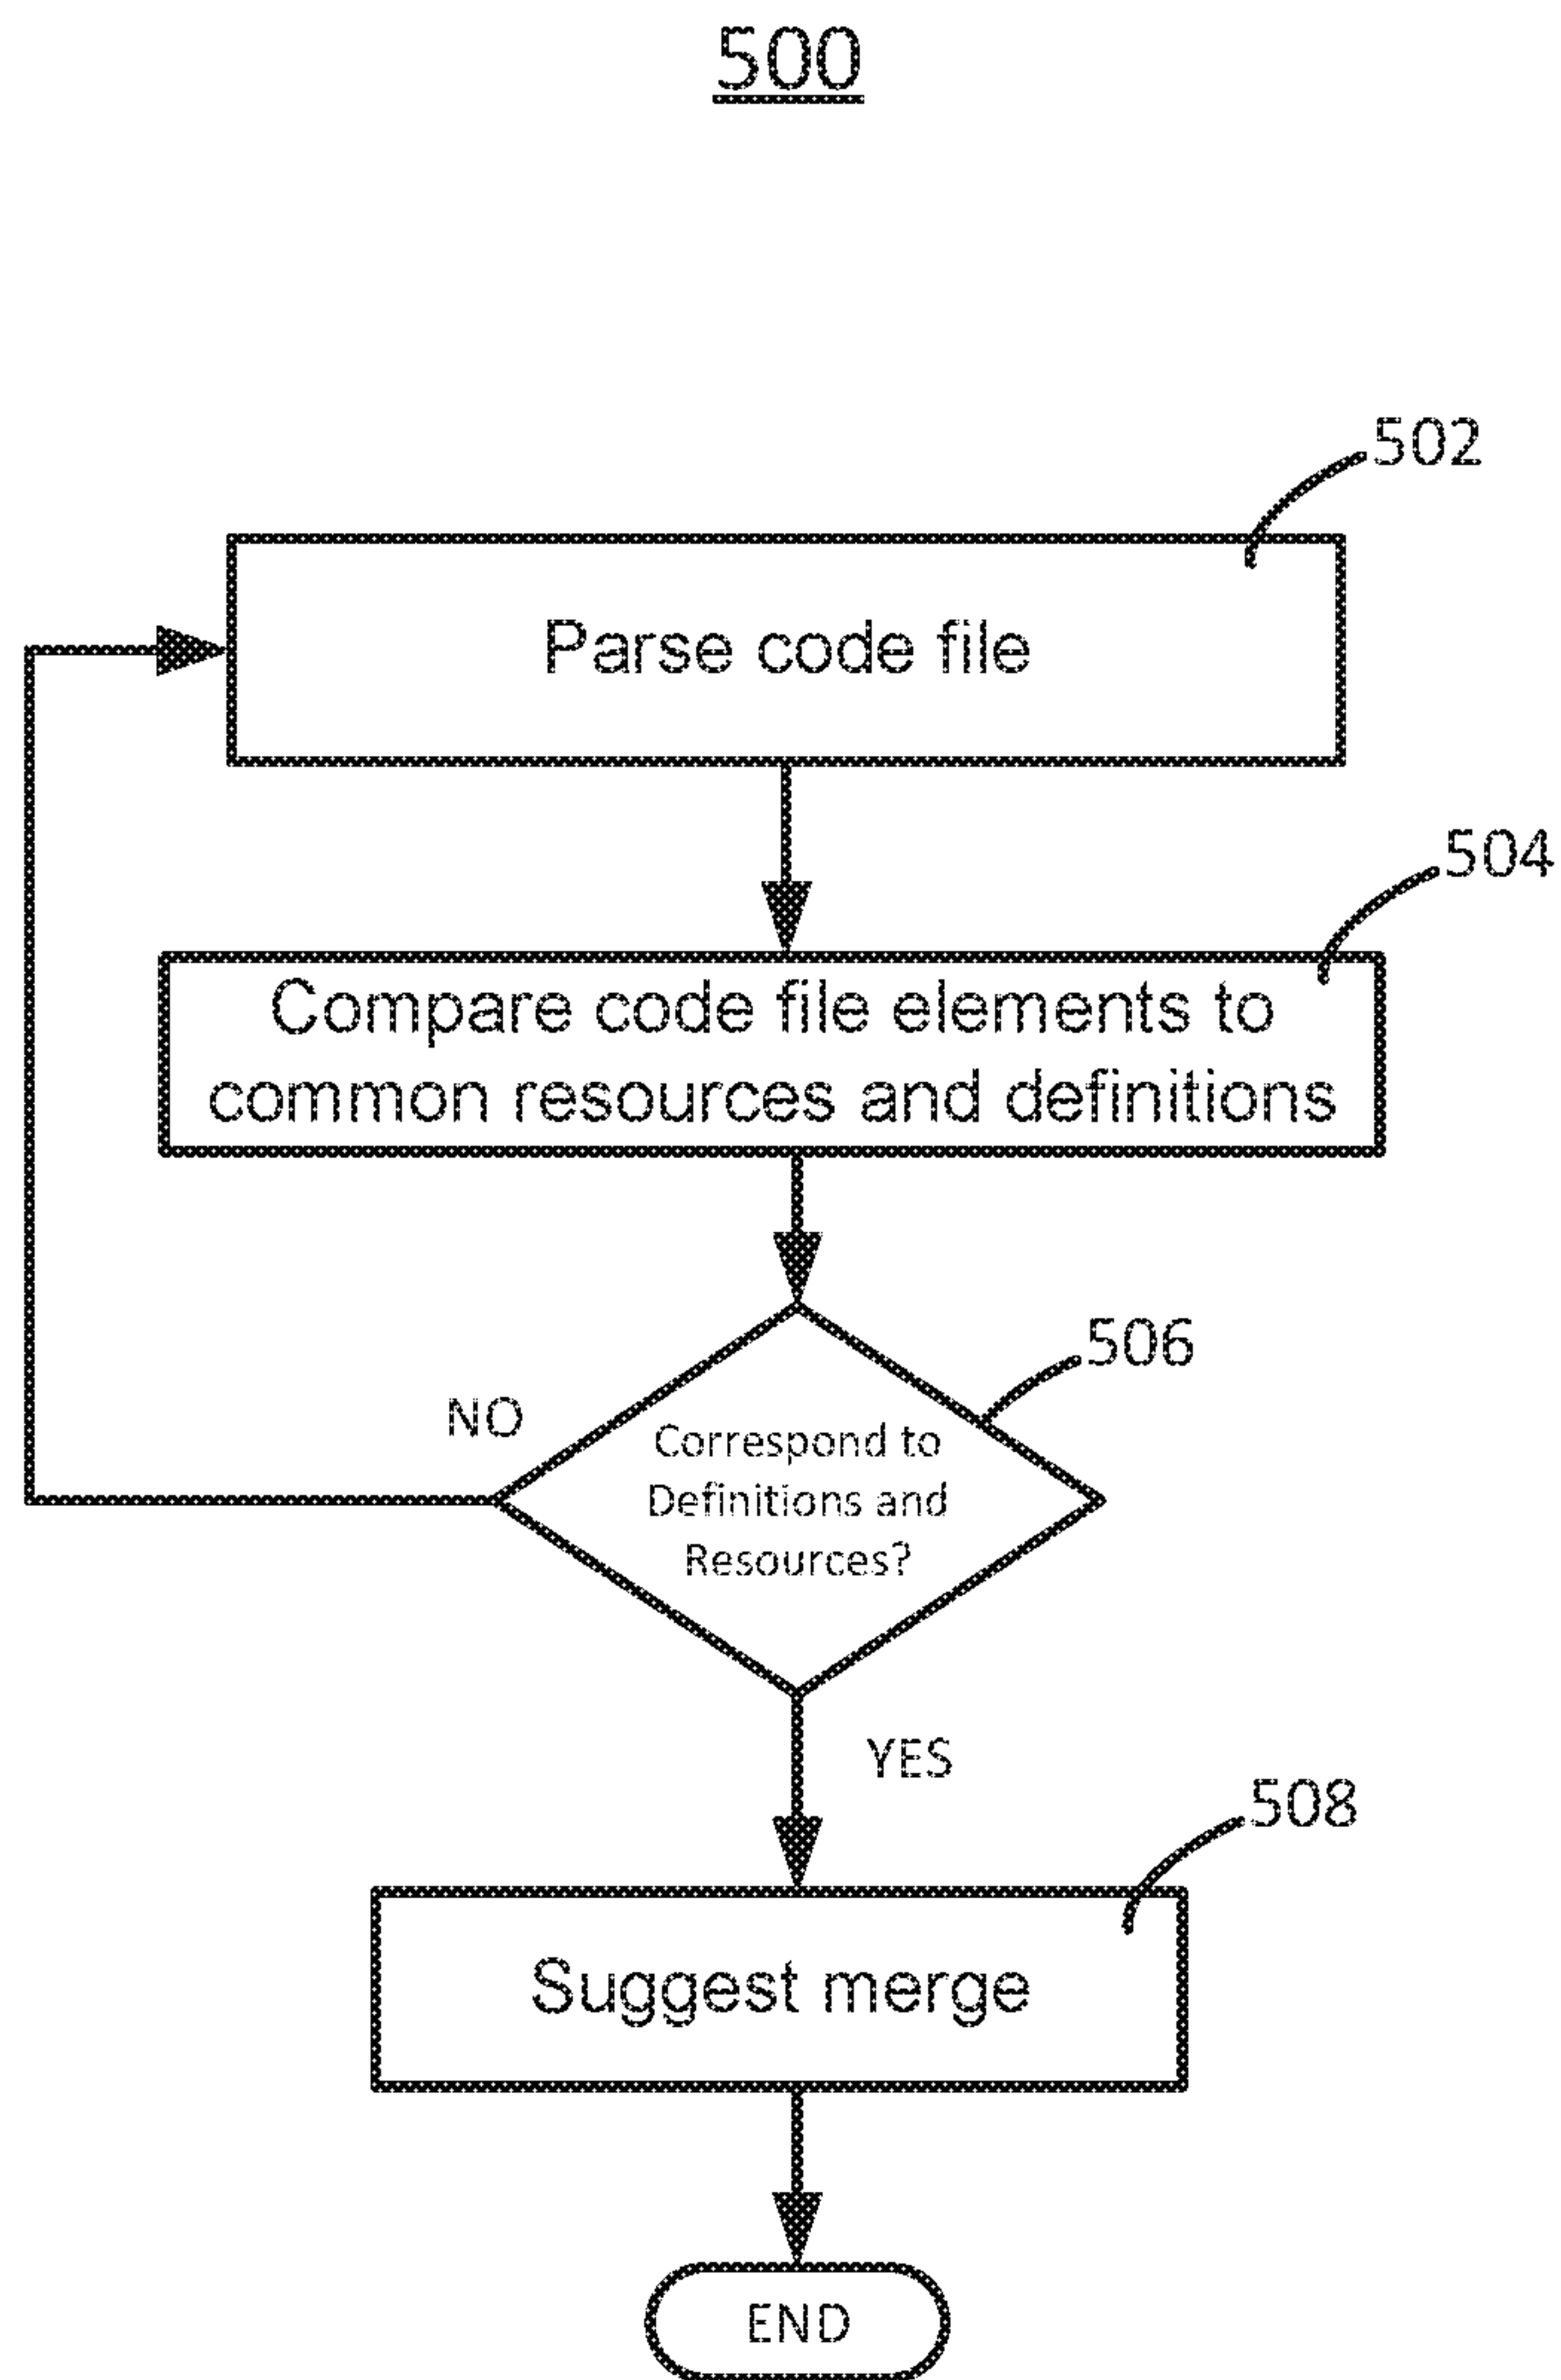 500
502
Parse code file
504
Compare code file elements to
common resources and definitions
506
NO
Correspond to
Definitions and
Resources?
YES
508
Suggest merge
END